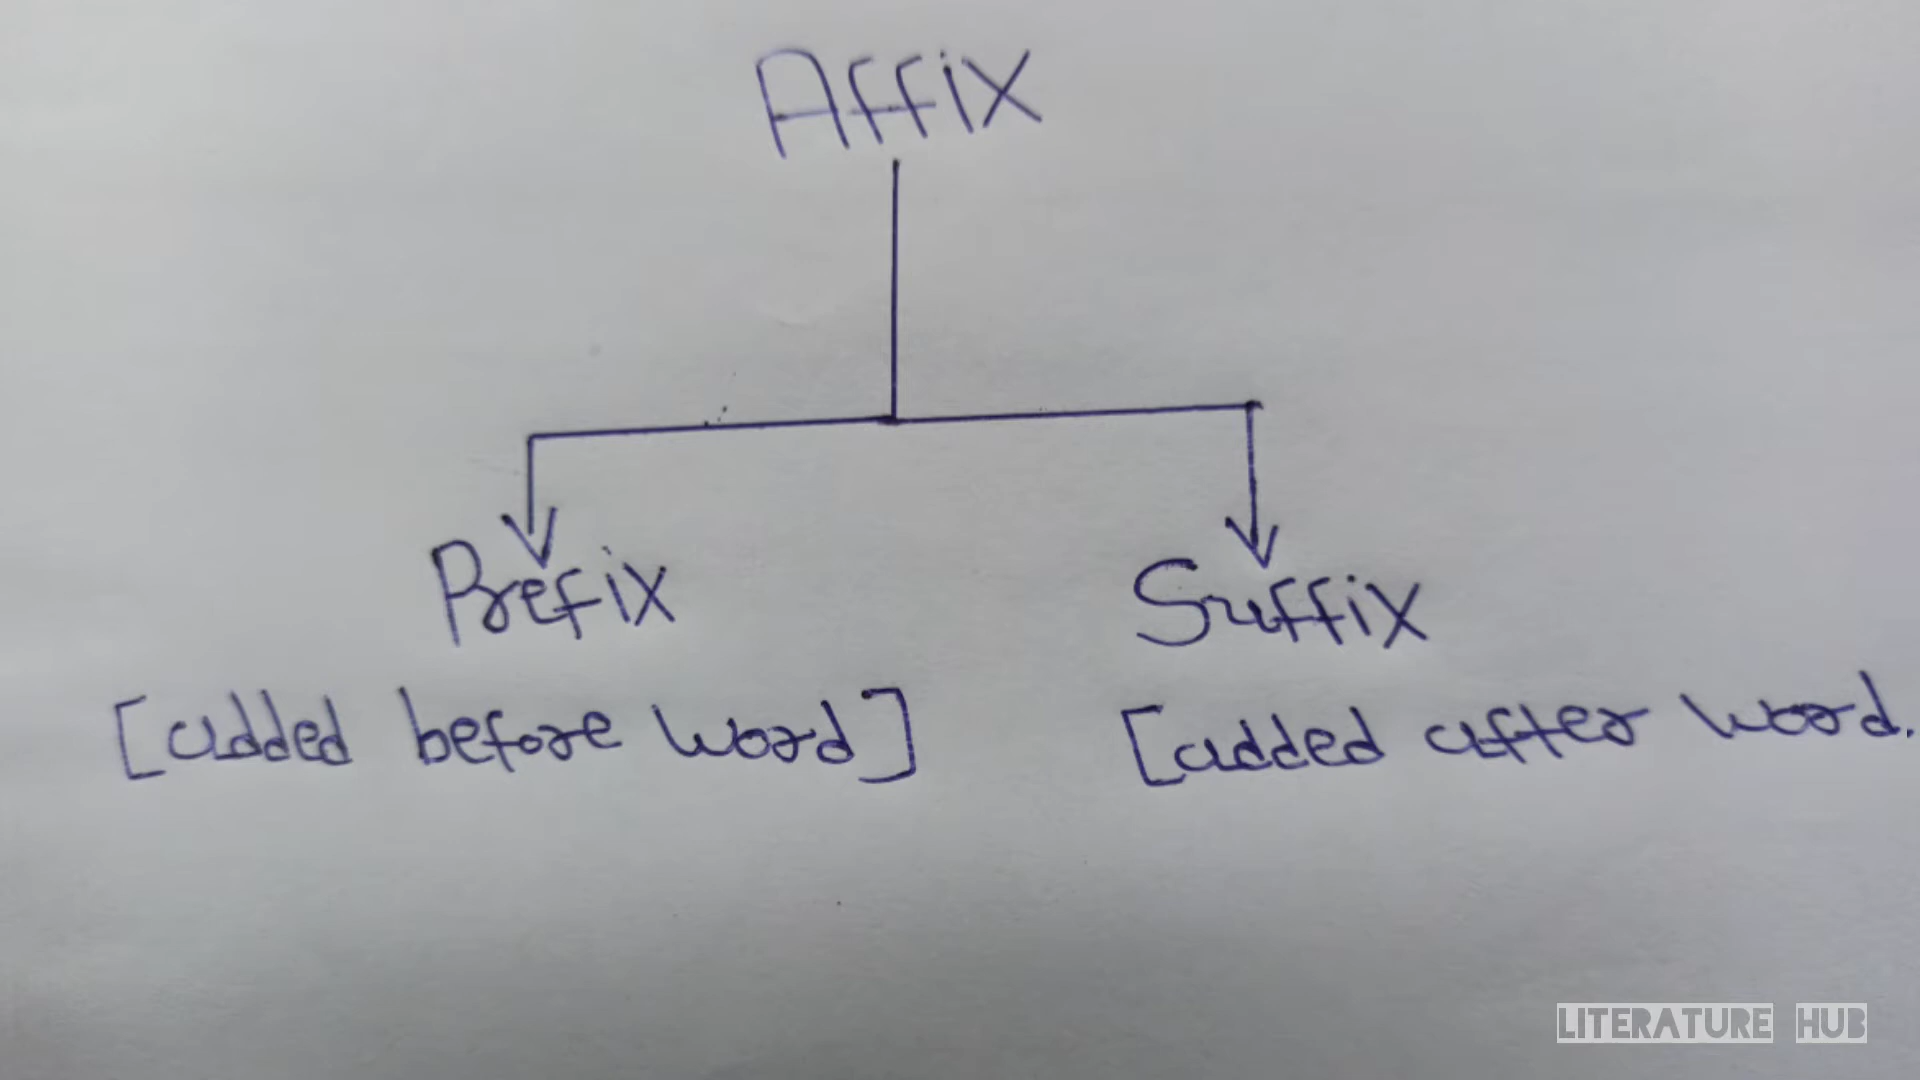 Affix
Prefix
Suffix
[added before word]
[added after word.
LITERATURE HUB